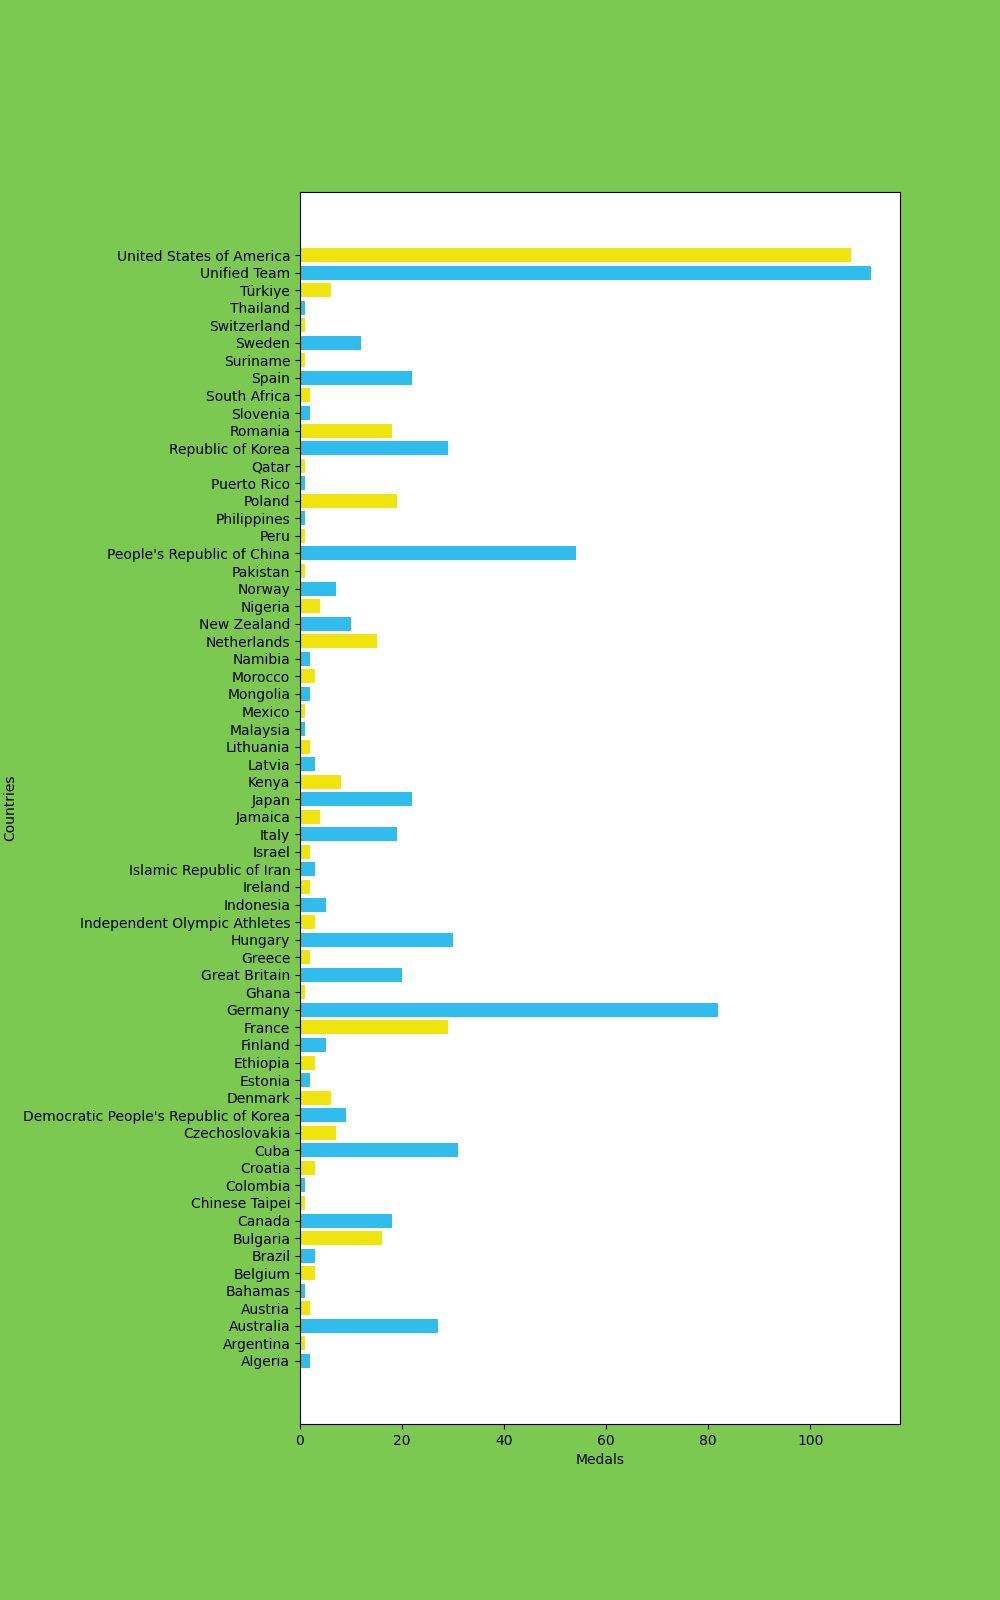 United States of America
Unified Team
Türkiye
Thailand
Switzerland
Sweden
Suriname
Spain
South Africa
Slovenia
Romania
Republic of Korea
Qatar
Puerto Rico
Poland
Philippines
Peru
People's Republic of China
Pakistan
Norway
Nigeria
New Zealand
Netherlands
Namibia
Morocco
Mongolia
Mexico
Malaysia
Lithuania
Latvia
Kenya
Japan
Jamaica
Italy
Israel
Islamic Republic of Iran
Ireland
Indonesia
Independent Olympic Athletes
Hungary
Greece
Great Britain
Ghana
Germany
France
Finland
Ethiopia
Estonia
Denmark
Democratic People's Republic of Korea
Czechoslovakia
Cuba
Croatia
Colombia
Chinese Taipei
Canada
Bulgaria
Brazil
Belgium
Bahamas
Austria
Australia
Argentina
Algeria
Countries
0 20 40 60 80 100
Medals